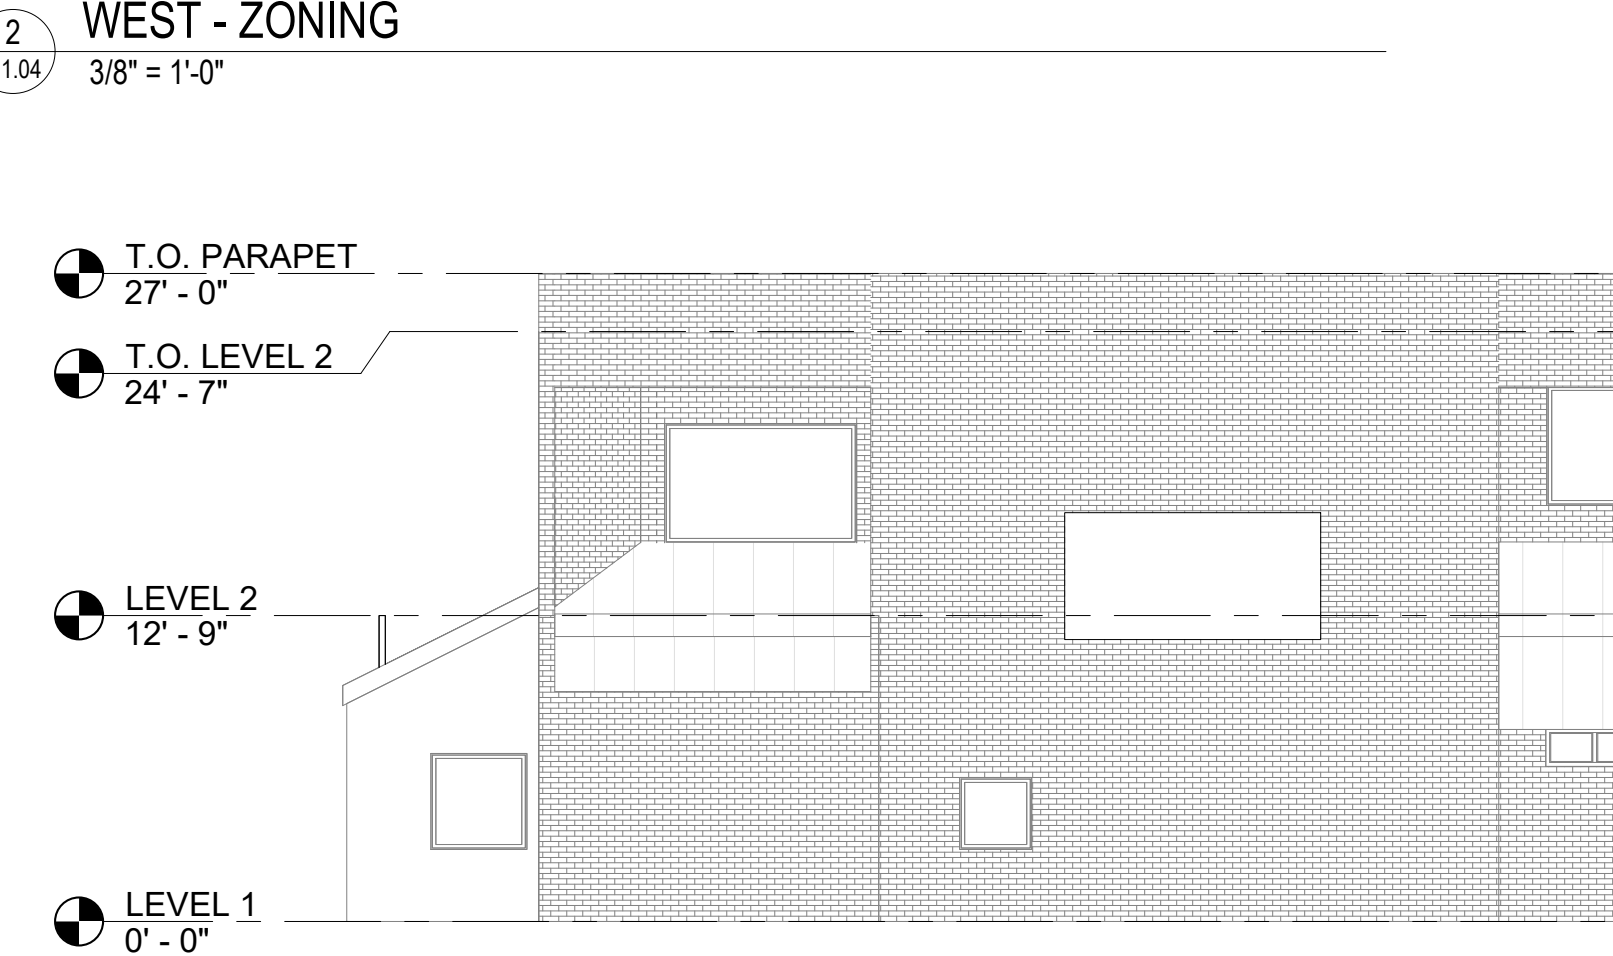 2
WEST - ZONING
1.04
3/8" = 1'-0"
T.O. PARAPET
27' - 0"
T.O. LEVEL 2
24' - 7"
LEVEL 2
12' - 9"
LEVEL 1
0' - 0"